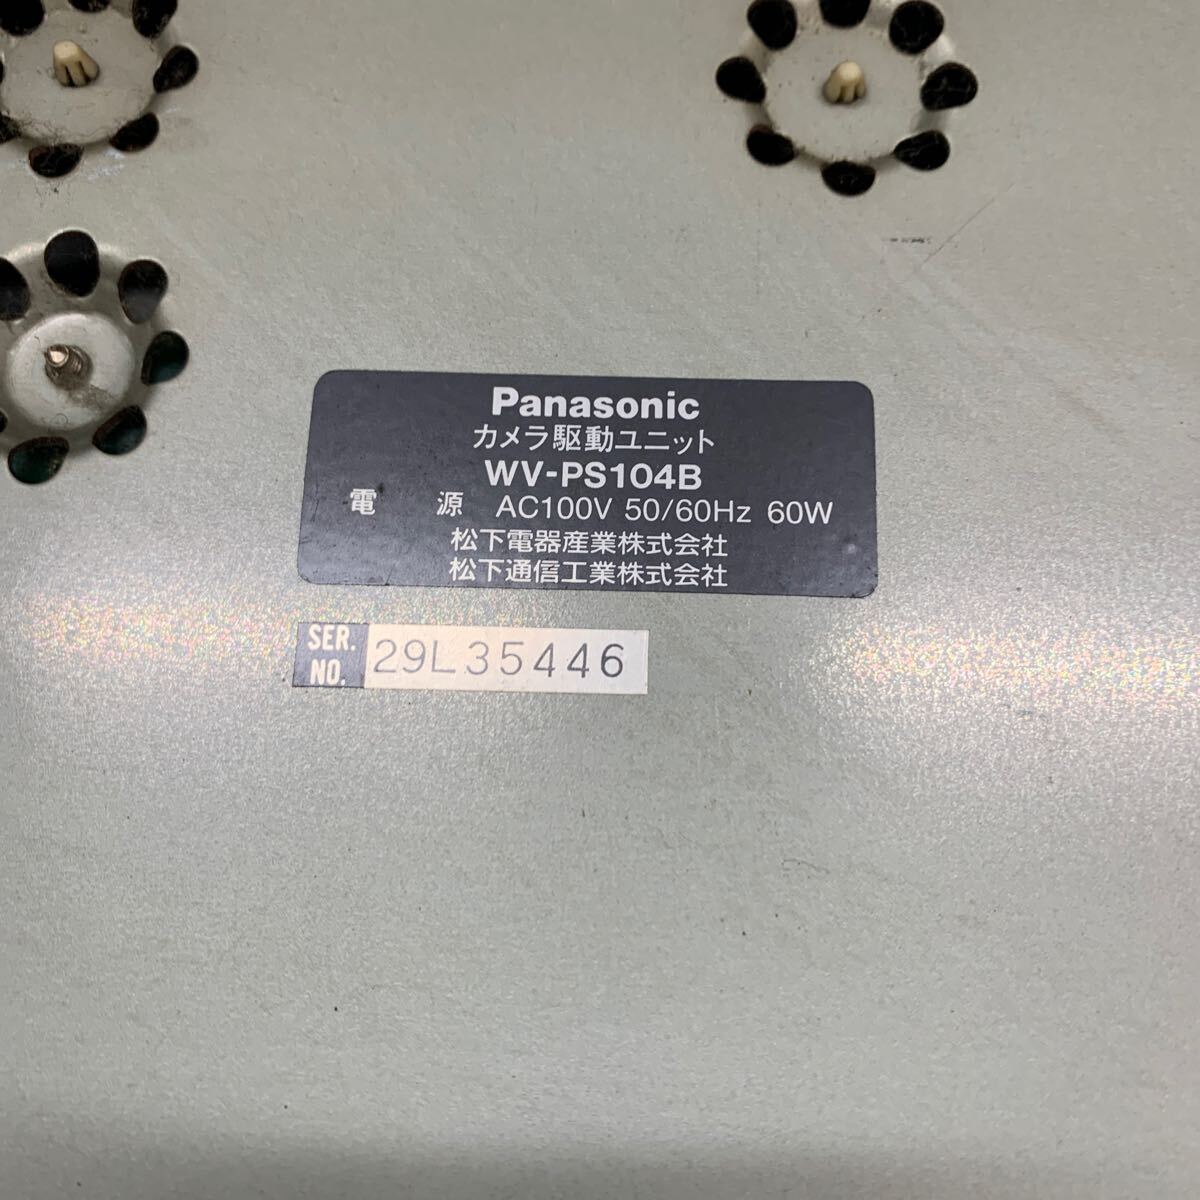 Panasonic
カメラ駆動ユニット
WV-PS104B
電 源 AC100V 50/60Hz 60W
松下電器産業株式会社
松下通信工業株式会社
SER. NO. 29L35446